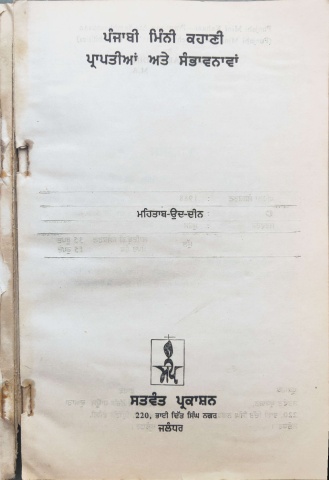 ਪੰਜਾਬੀ ਮਿੰਨੀ ਕਹਾਣੀ
ਪ੍ਰਾਪਤੀਆਂ ਅਤੇ ਸੰਭਾਵਨਾਵਾਂ
ਮਹਿਤਾਬ-ਉਦ-ਦੀਨ
ਸਤਵੰਤ ਪ੍ਰਕਾਸ਼ਨ
220, ਭਾਈ ਦਿੱਤ ਸਿੰਘ ਨਗਰ
ਜਲੰਧਰ